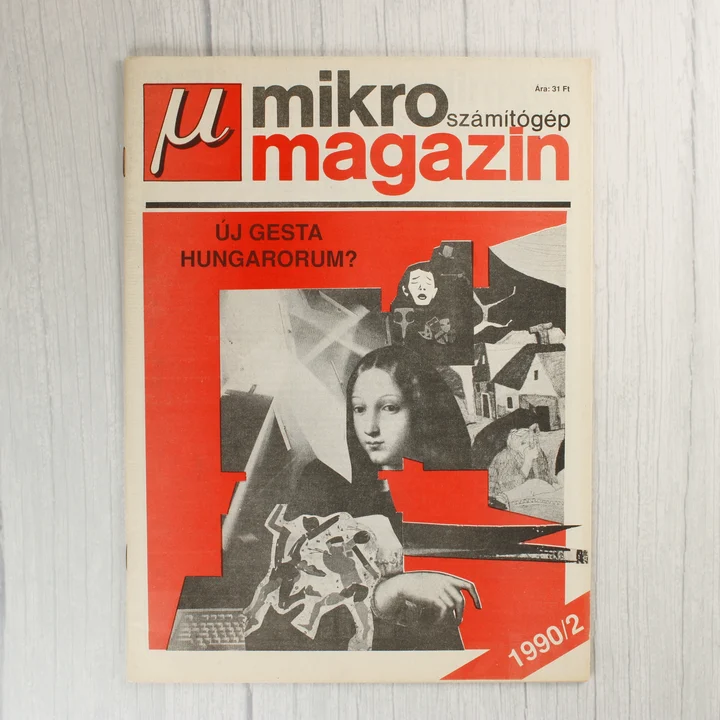 μ
mikro
számítógép
magazin
Ára: 31 Ft
ÚJ GESTA
HUNGARORUM?
1990/2